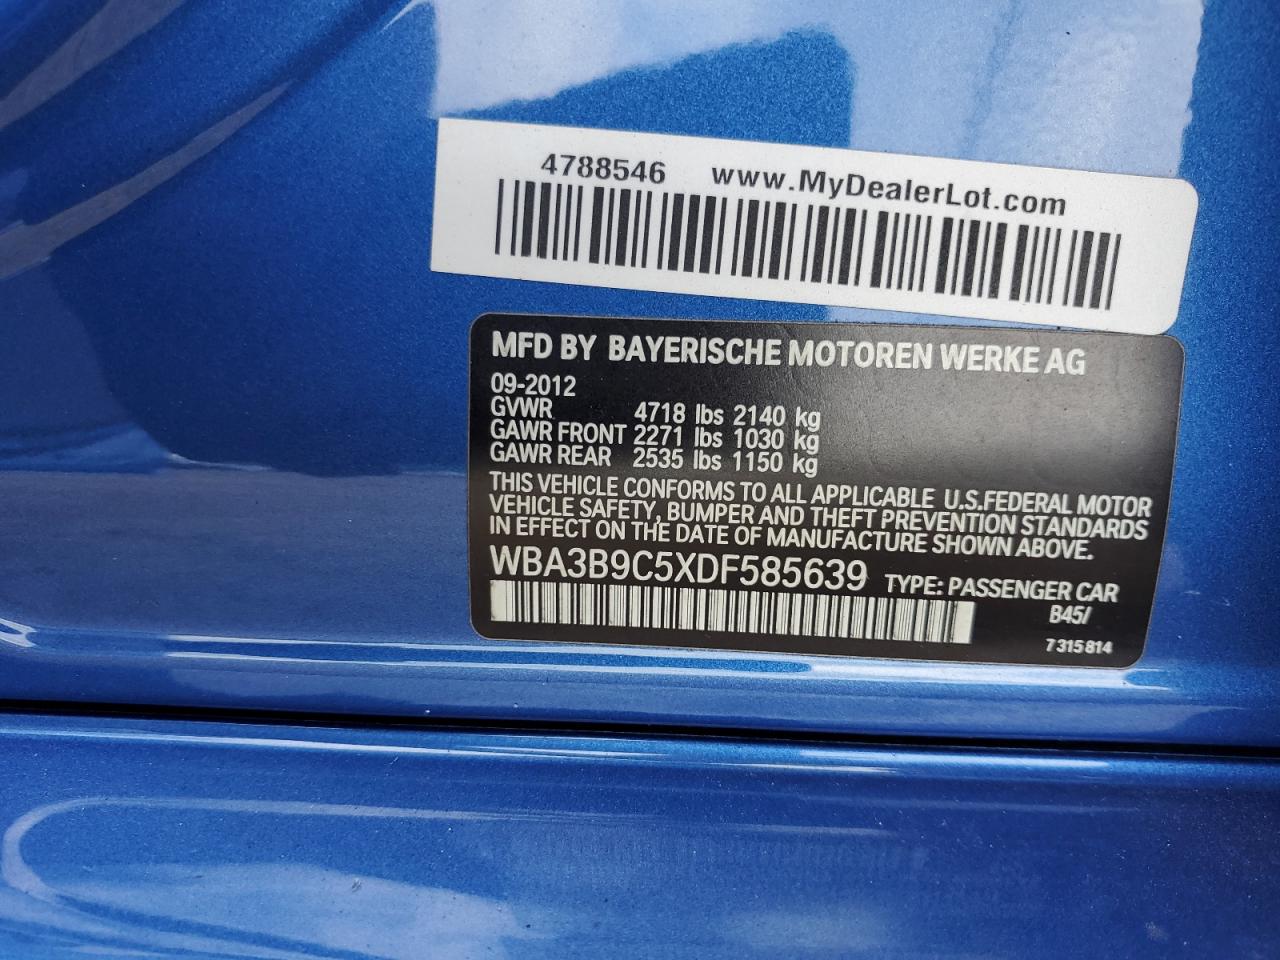 4788546 www.MyDealerLot.com
MFD BY BAYERISCHE MOTOREN WERKE AG
09-2012
GVWR 4718 lbs 2140 kg
GAWR FRONT 2271 lbs 1030 kg
GAWR REAR 2535 lbs 1150 kg
THIS VEHICLE CONFORMS TO ALL APPLICABLE U.S.FEDERAL MOTOR
VEHICLE SAFETY, BUMPER AND THEFT PREVENTION STANDARDS
IN EFFECT ON THE DATE OF MANUFACTURE SHOWN ABOVE.
WBA3B9C5XDF585639 TYPE: PASSENGER CAR
B45/
7 315 814